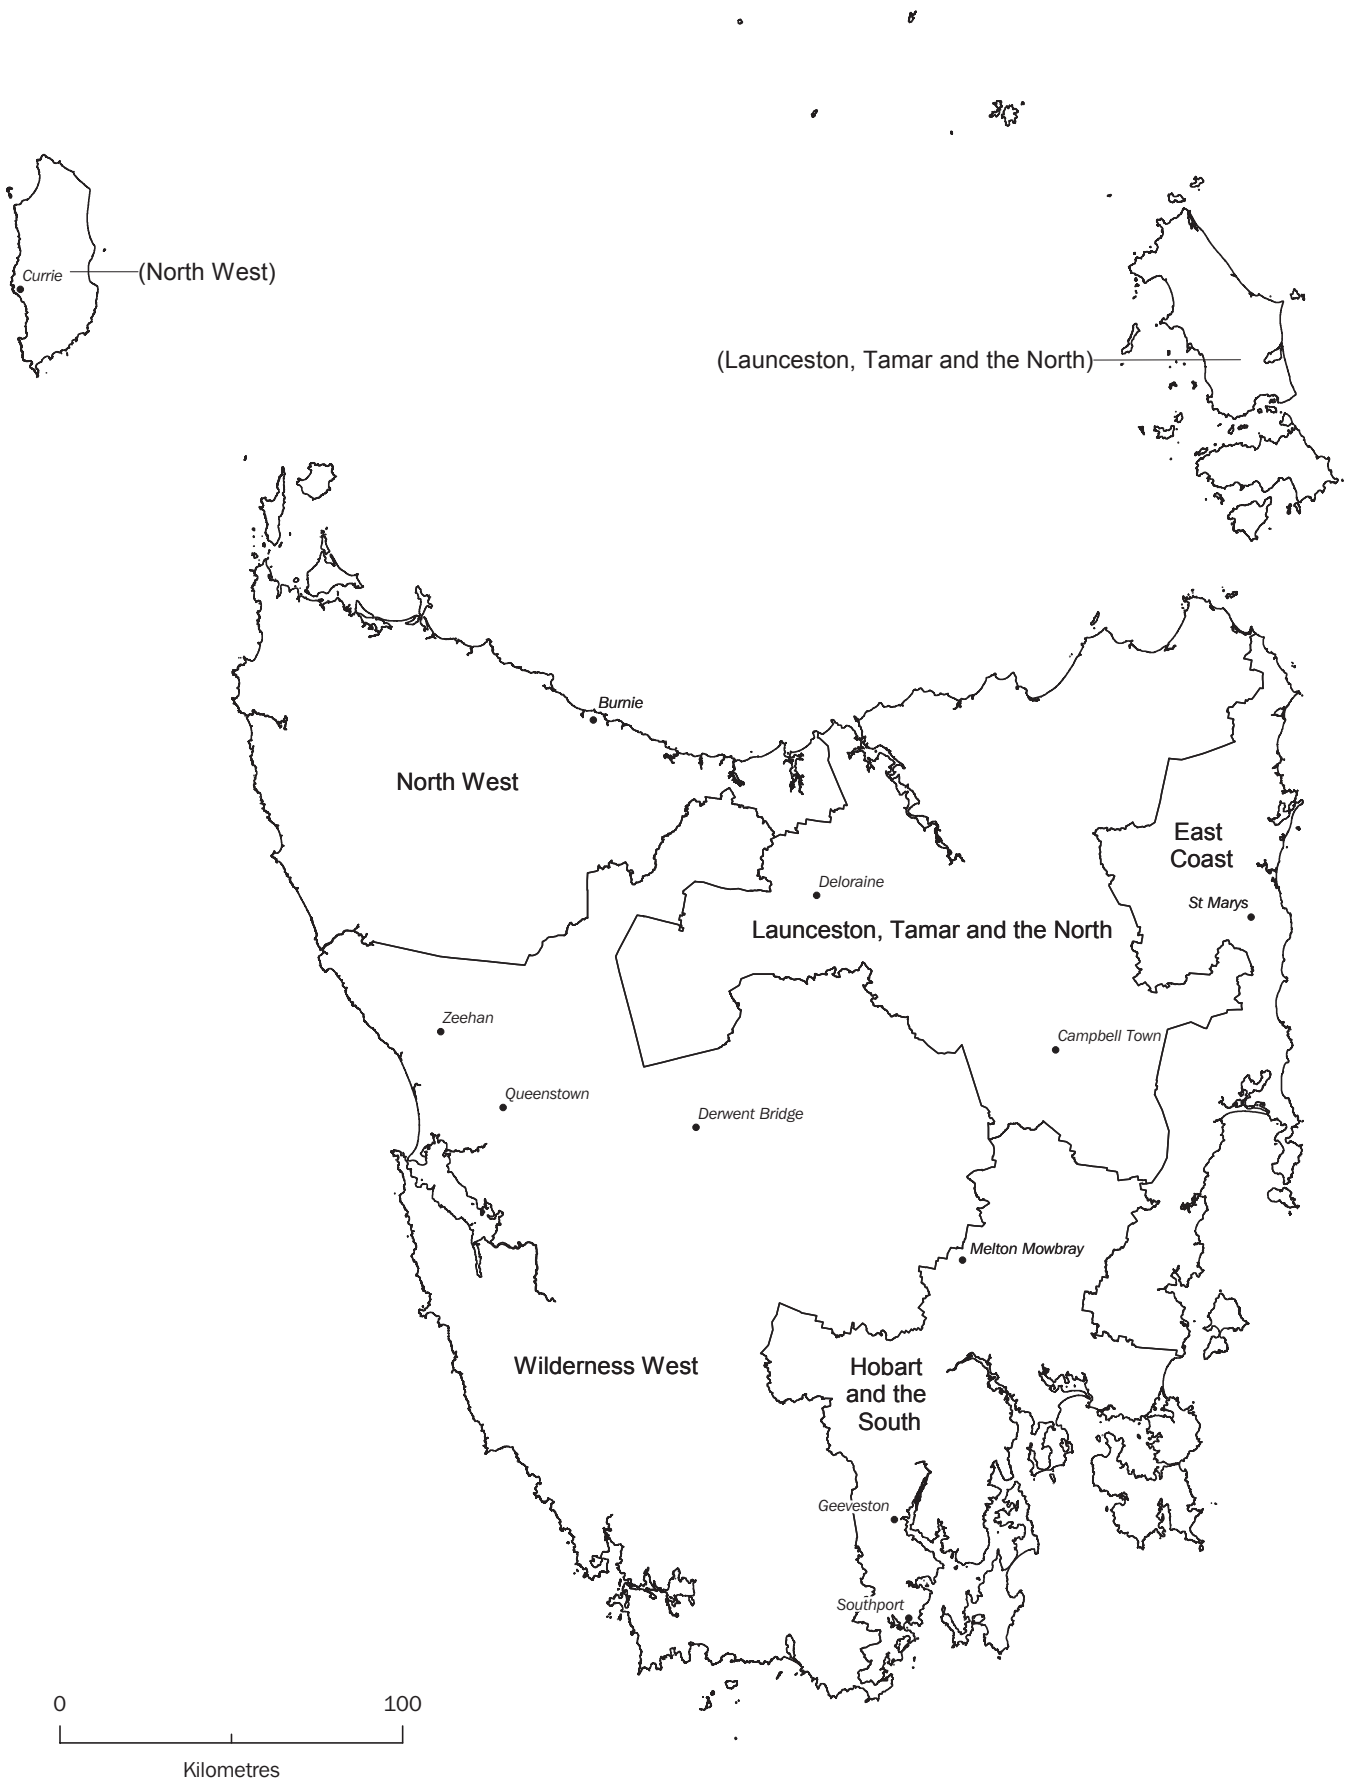 Currie
(North West)
(Launceston, Tamar and the North)
Burnie
North West
East
Coast
Deloraine
St Marys
Launceston, Tamar and the North
Zeehan
Campbell Town
Queenstown
Derwent Bridge
Melton Mowbray
Wilderness West
Hobart
and the
South
Geeveston
Southport
0 100
Kilometres